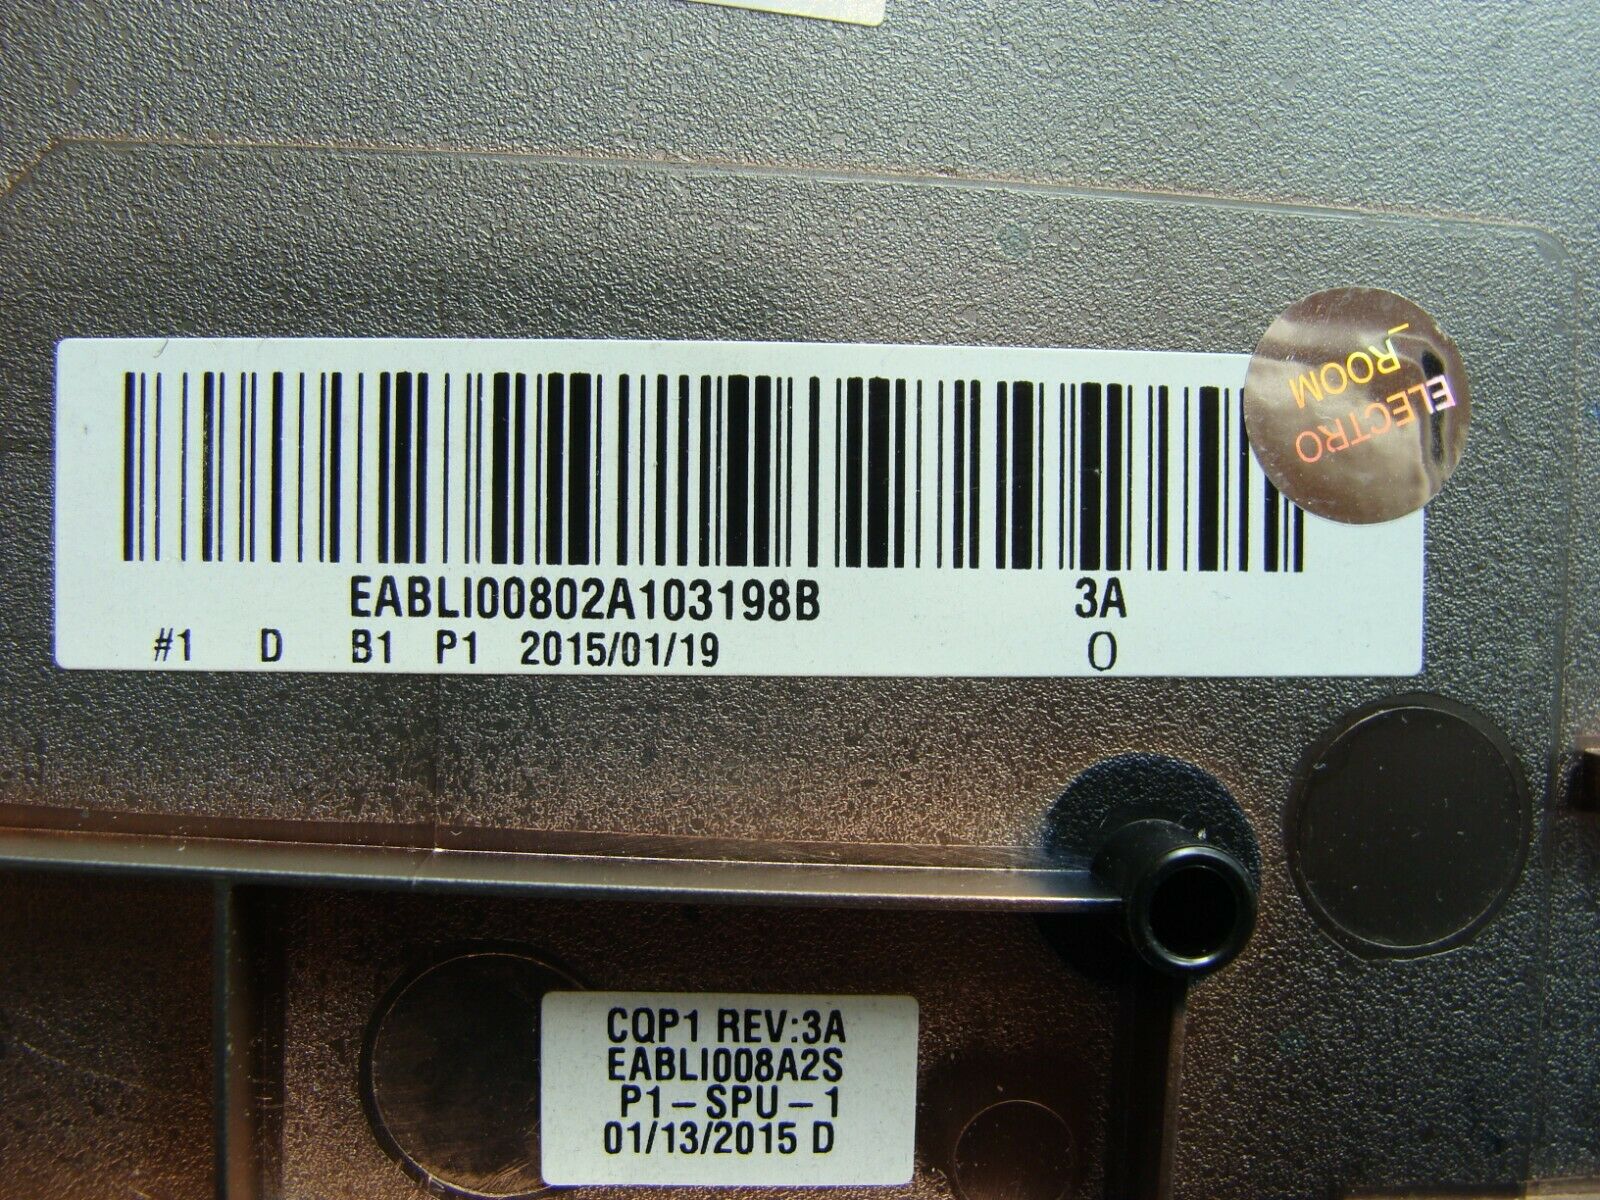 ELECTRO
_ROOM
EABLI00802A103198B 3A
#1 D B1 P1 2015/01/19 O
CQP1 REV:3A
EABLI008A2S
P1-SPU-1
01/13/2015 D